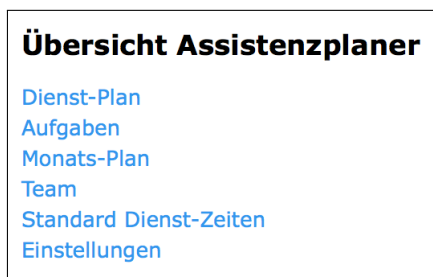 Übersicht Assistenzplaner
Dienst-Plan
Aufgaben
Monats-Plan
Team
Standard Dienst-Zeiten
Einstellungen